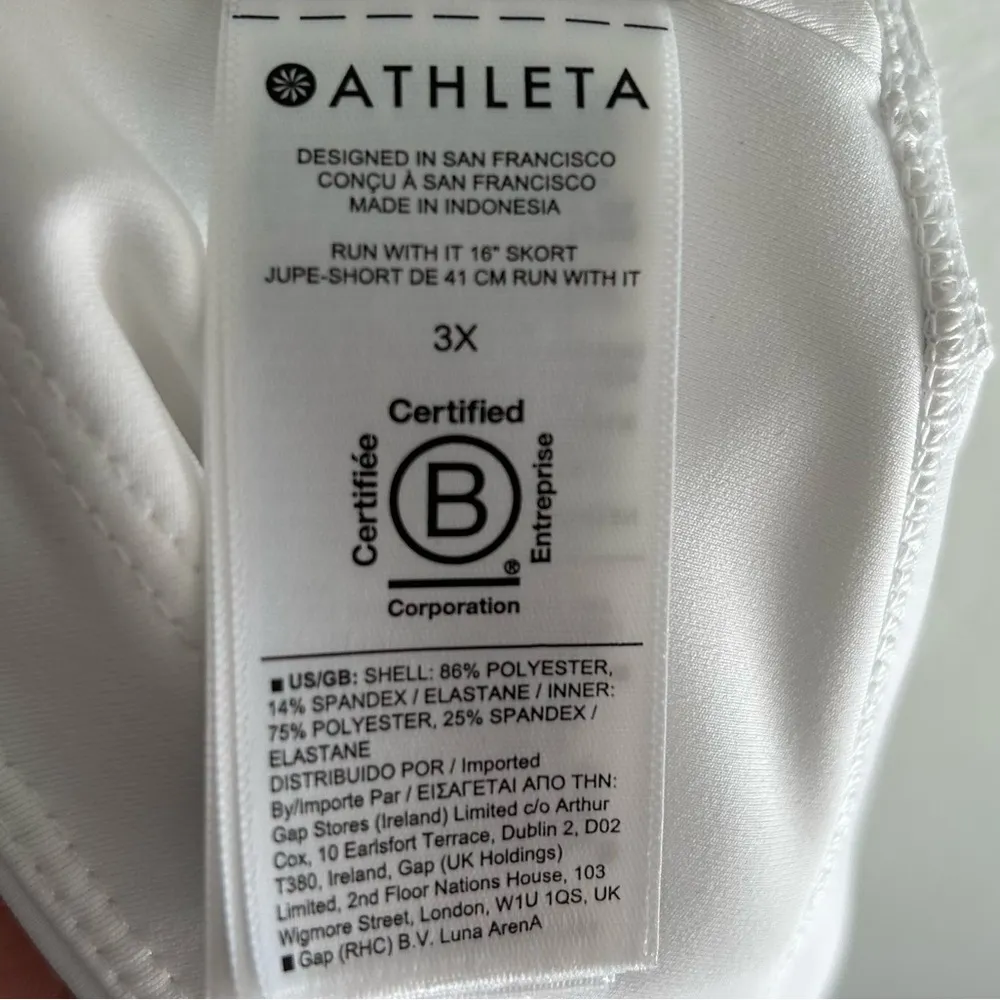 ATHLETA
DESIGNED IN SAN FRANCISCO
CONÇU À SAN FRANCISCO
MADE IN INDONESIA
RUN WITH IT 16" SKORT
JUPE-SHORT DE 41 CM RUN WITH IT
3X
Certified
Certifiée
B
Entreprise
®
Corporation
■ US/GB: SHELL: 86% POLYESTER,
14% SPANDEX / ELASTANE / INNER:
75% POLYESTER, 25% SPANDEX /
ELASTANE
DISTRIBUIDO POR / Imported
By/Importe Par / ΕΙΣΑΓΕΤΑΙ ΑΠΟ ΤΗΝ:
Gap Stores (Ireland) Limited c/o Arthur
Cox, 10 Earlsfort Terrace, Dublin 2, D02
T380, Ireland, Gap (UK Holdings)
Limited, 2nd Floor Nations House, 103
Wigmore Street, London, W1U 1QS, UK
■ Gap (RHC) B.V. Luna ArenA